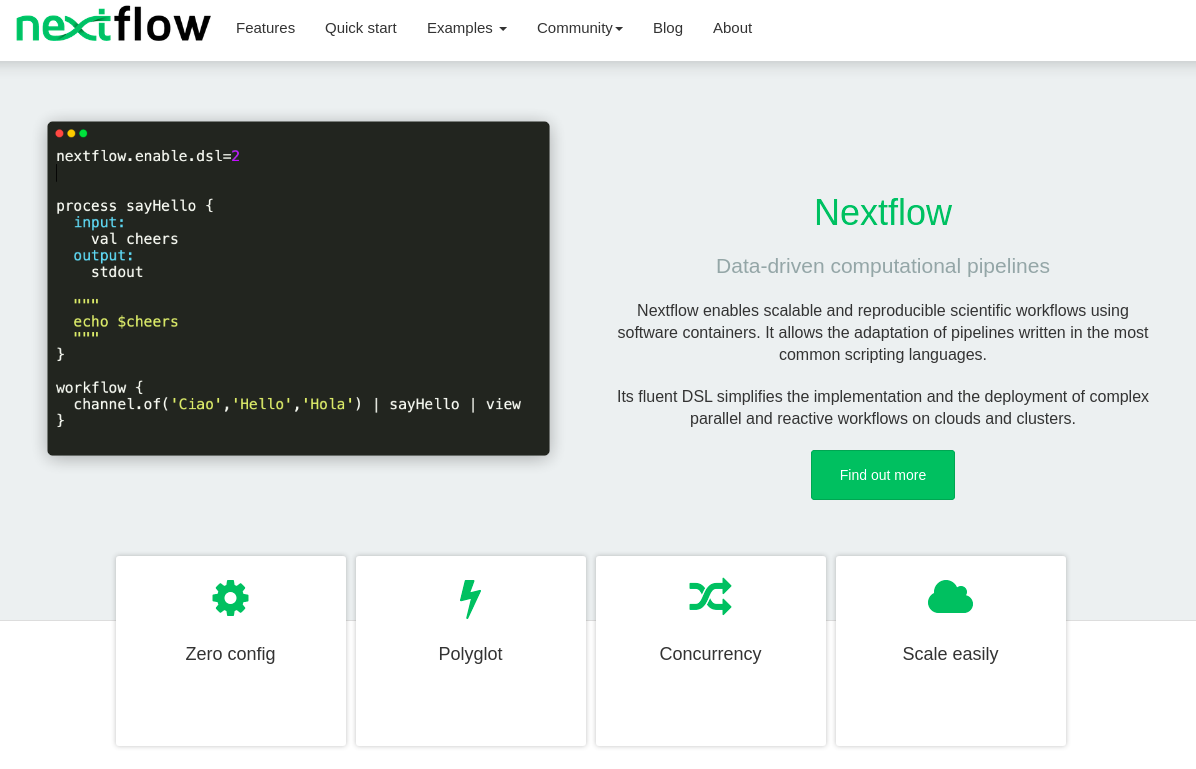 nextflow
Features Quick start Examples Community Blog About
nextflow.enable.dsl=2
process sayHello {
input:
val cheers
output:
stdout
"""
echo $cheers
"""
}
workflow {
channel.of('Ciao','Hello','Hola') | sayHello | view
}
Nextflow
Data-driven computational pipelines
Nextflow enables scalable and reproducible scientific workflows using
software containers. It allows the adaptation of pipelines written in the most
common scripting languages.
Its fluent DSL simplifies the implementation and the deployment of complex
parallel and reactive workflows on clouds and clusters.
Find out more
Zero config
Polyglot
Concurrency
Scale easily